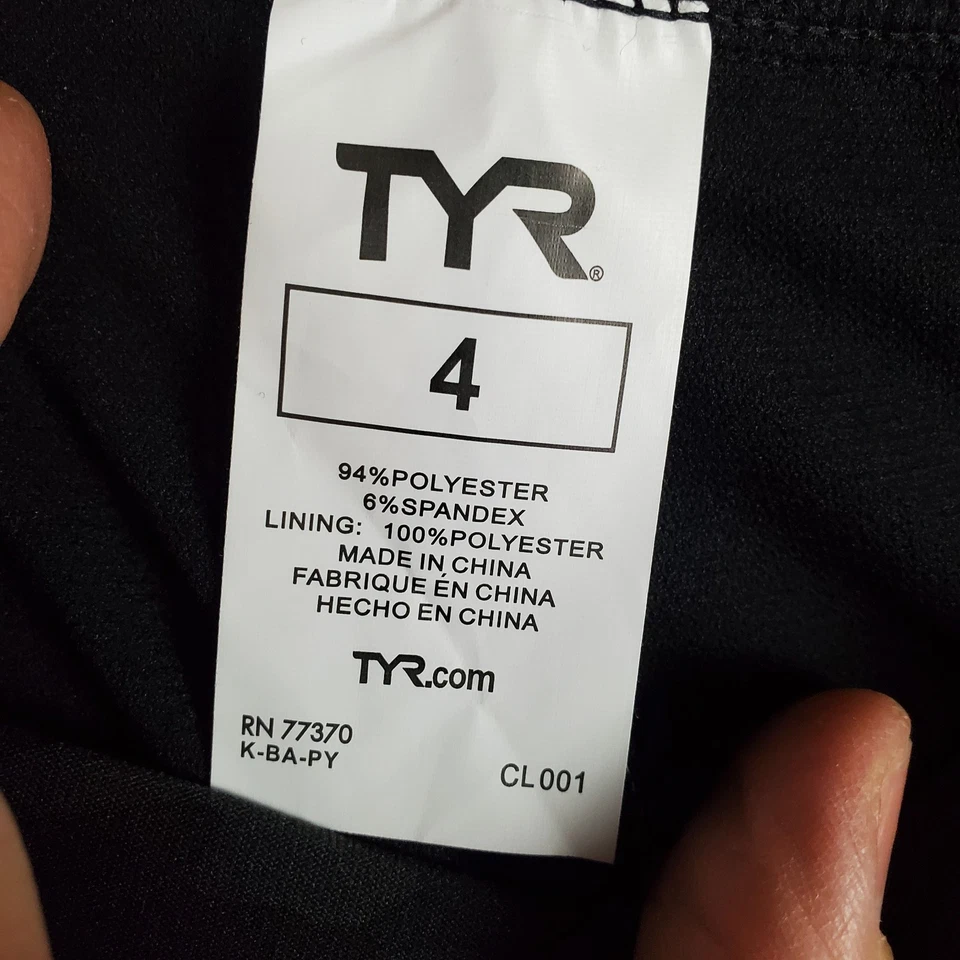 TYR®
4
94%POLYESTER
6%SPANDEX
LINING: 100%POLYESTER
MADE IN CHINA
FABRIQUE ÉN CHINA
HECHO EN CHINA
TYR.com
RN 77370
K-BA-PY
CL001